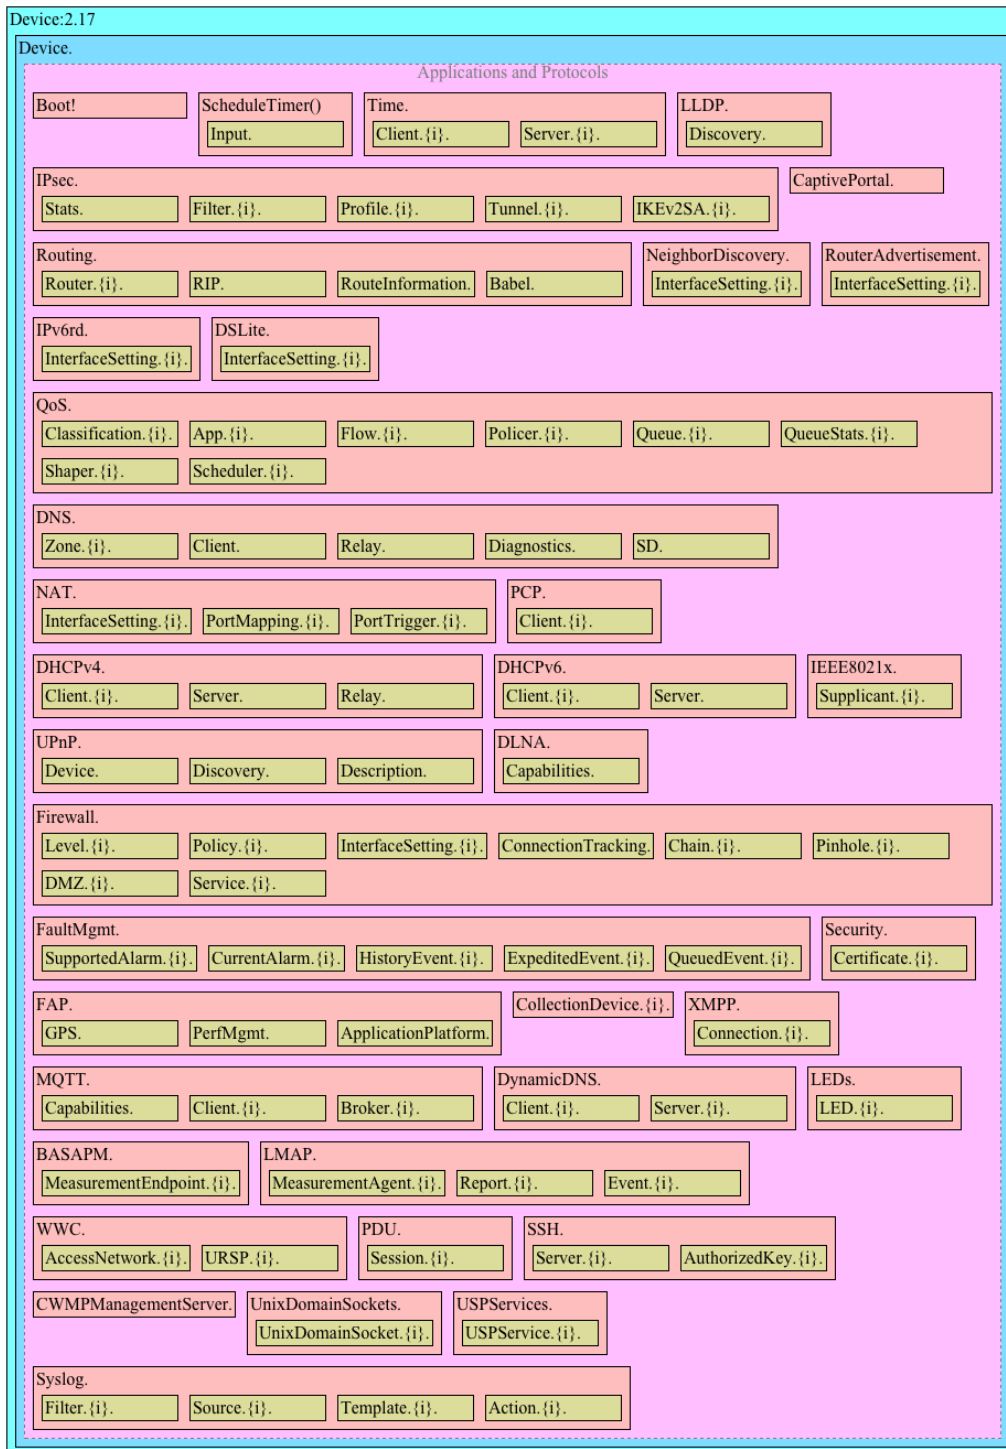 Device:2.17
Device.
Applications and Protocols
Boot! ScheduleTimer() Time. LLDP.
Input. Client.{i}. Server.{i}. Discovery.
IPsec. CaptivePortal.
Stats. Filter.{i}. Profile.{i}. Tunnel.{i}. IKEv2SA.{i}.
Routing. NeighborDiscovery. RouterAdvertisement.
Router.{i}. RIP. RouteInformation. Babel. InterfaceSetting.{i}. InterfaceSetting.{i}.
IPv6rd. DSLite.
InterfaceSetting.{i}. InterfaceSetting.{i}.
QoS.
Classification.{i}. App.{i}. Flow.{i}. Policer.{i}. Queue.{i}. QueueStats.{i}.
Shaper.{i}. Scheduler.{i}.
DNS.
Zone.{i}. Client. Relay. Diagnostics. SD.
NAT. PCP.
InterfaceSetting.{i}. PortMapping.{i}. PortTrigger.{i}. Client.{i}.
DHCPv4. DHCPv6. IEEE8021x.
Client.{i}. Server. Relay. Client.{i}. Server. Supplicant.{i}.
UPnP. DLNA.
Device. Discovery. Description. Capabilities.
Firewall.
Level.{i}. Policy.{i}. InterfaceSetting.{i}. ConnectionTracking. Chain.{i}. Pinhole.{i}.
DMZ.{i}. Service.{i}.
FaultMgmt. Security.
SupportedAlarm.{i}. CurrentAlarm.{i}. HistoryEvent.{i}. ExpeditedEvent.{i}. QueuedEvent.{i}. Certificate.{i}.
FAP. CollectionDevice.{i}. XMPP.
GPS. PerfMgmt. ApplicationPlatform. Connection.{i}.
MQTT. DynamicDNS. LEDs.
Capabilities. Client.{i}. Broker.{i}. Client.{i}. Server.{i}. LED.{i}.
BASAPM. LMAP.
MeasurementEndpoint.{i}. MeasurementAgent.{i}. Report.{i}. Event.{i}.
WWC. PDU. SSH.
AccessNetwork.{i}. URSP.{i}. Session.{i}. Server.{i}. AuthorizedKey.{i}.
CWMPManagementServer. UnixDomainSockets. USPServices.
UnixDomainSocket.{i}. USPService.{i}.
Syslog.
Filter.{i}. Source.{i}. Template.{i}. Action.{i}.